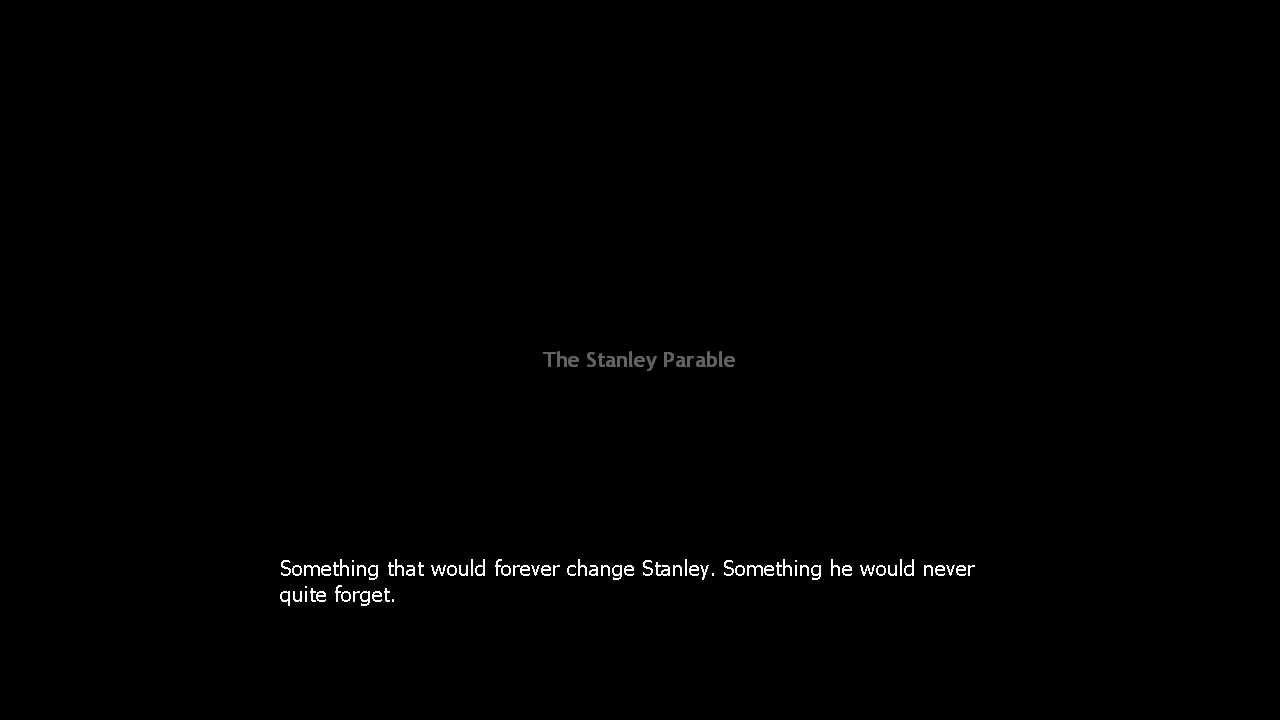 The Stanley Parable
Something that would forever change Stanley. Something he would never
quite forget.